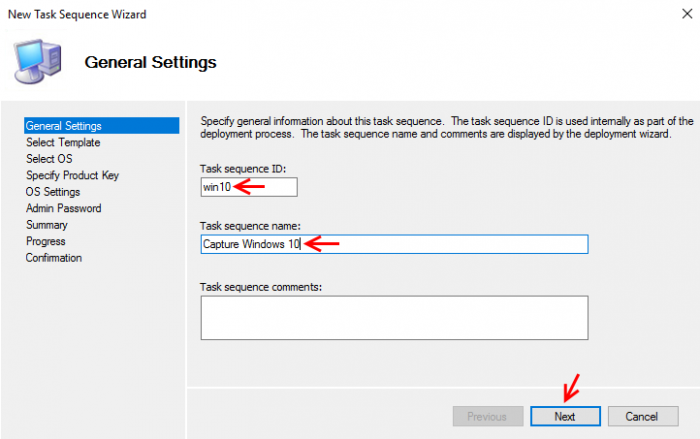 New Task Sequence Wizard
General Settings
General Settings
Select Template
Select OS
Specify Product Key
OS Settings
Admin Password
Summary
Progress
Confirmation
Specify general information about this task sequence.  The task sequence ID is used internally as part of the
deployment process.  The task sequence name and comments are displayed by the deployment wizard.
Task sequence ID:
win10
Task sequence name:
Capture Windows 10
Task sequence comments:
Previous
Next
Cancel